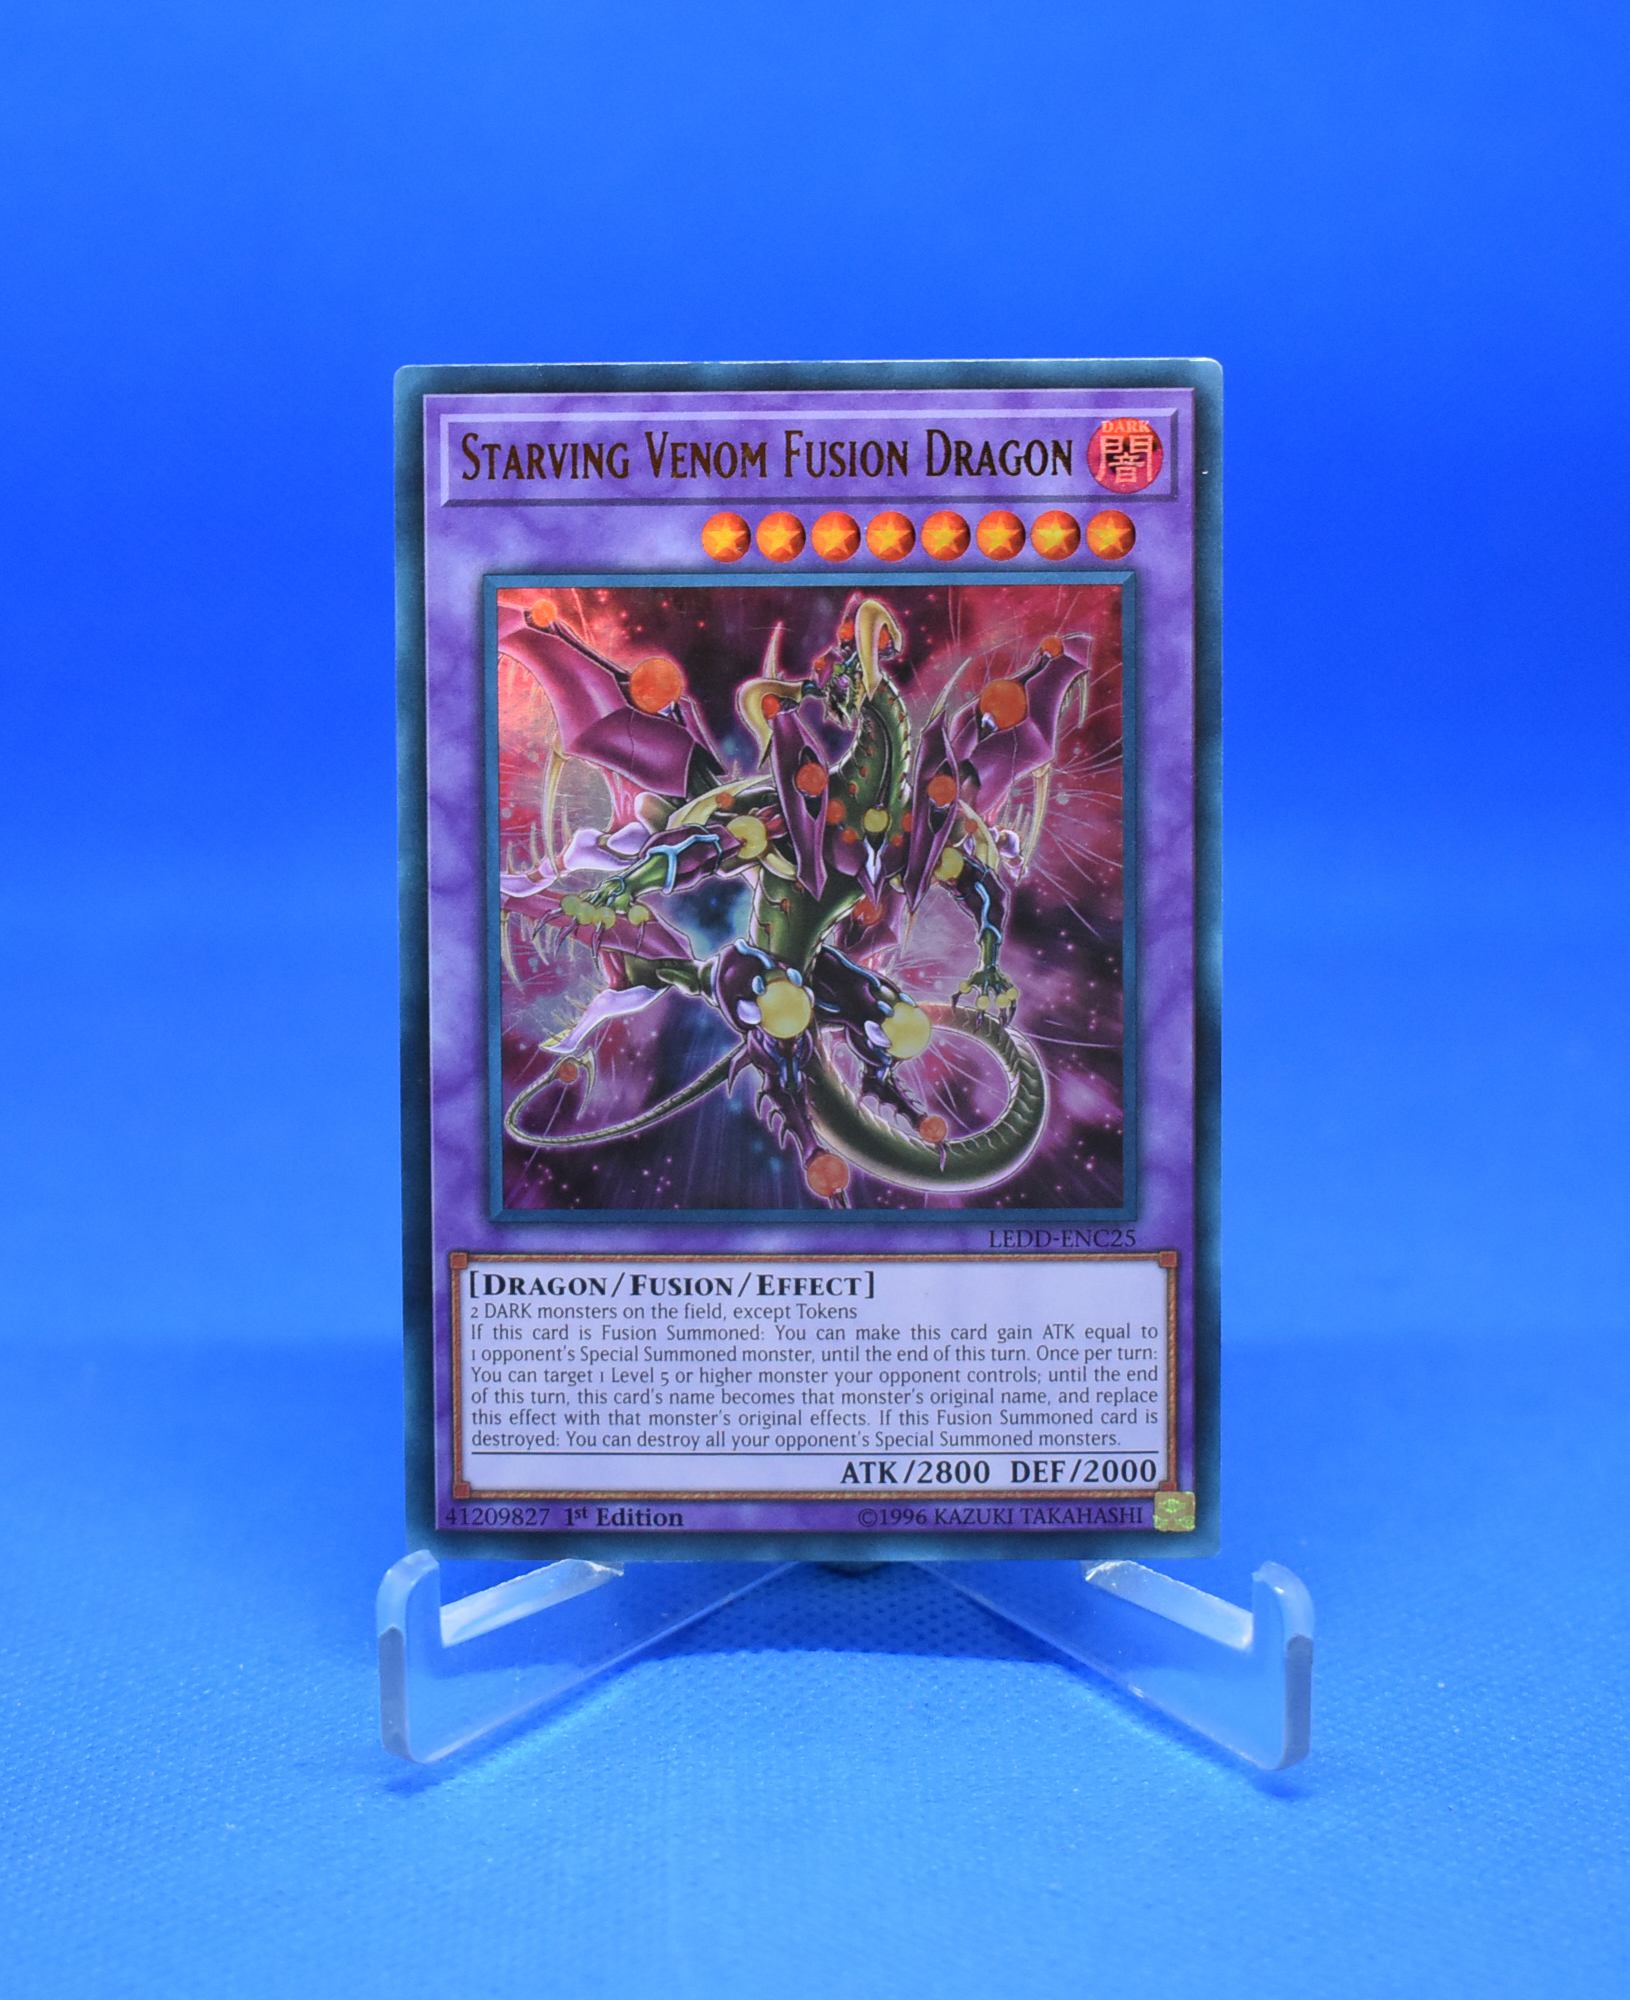 STARVING VENOM FUSION DRAGON
DARK
闇
LEDD-ENC25
[DRAGON/FUSION/EFFECT]
2 DARK monsters on the field, except Tokens
If this card is Fusion Summoned: You can make this card gain ATK equal to
1 opponent's Special Summoned monster, until the end of this turn. Once per turn:
You can target 1 Level 5 or higher monster your opponent controls; until the end
of this turn, this card's name becomes that monster's original name, and replace
this effect with that monster's original effects. If this Fusion Summoned card is
destroyed: You can destroy all your opponent's Special Summoned monsters.
ATK/2800 DEF/2000
41209827 1st Edition ©1996 KAZUKI TAKAHASHI